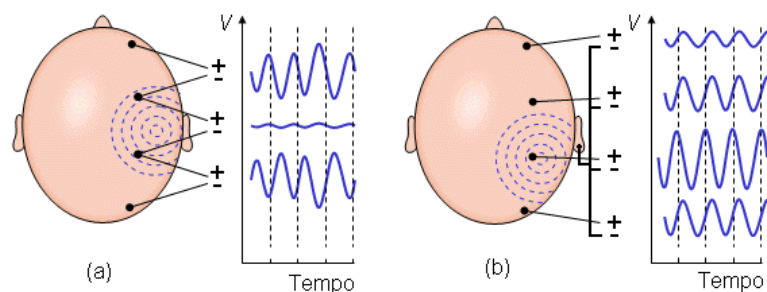 V
+
-
+
-
+
-
Tempo
(a)
V
+
-
+
-
+
-
+
-
Tempo
(b)